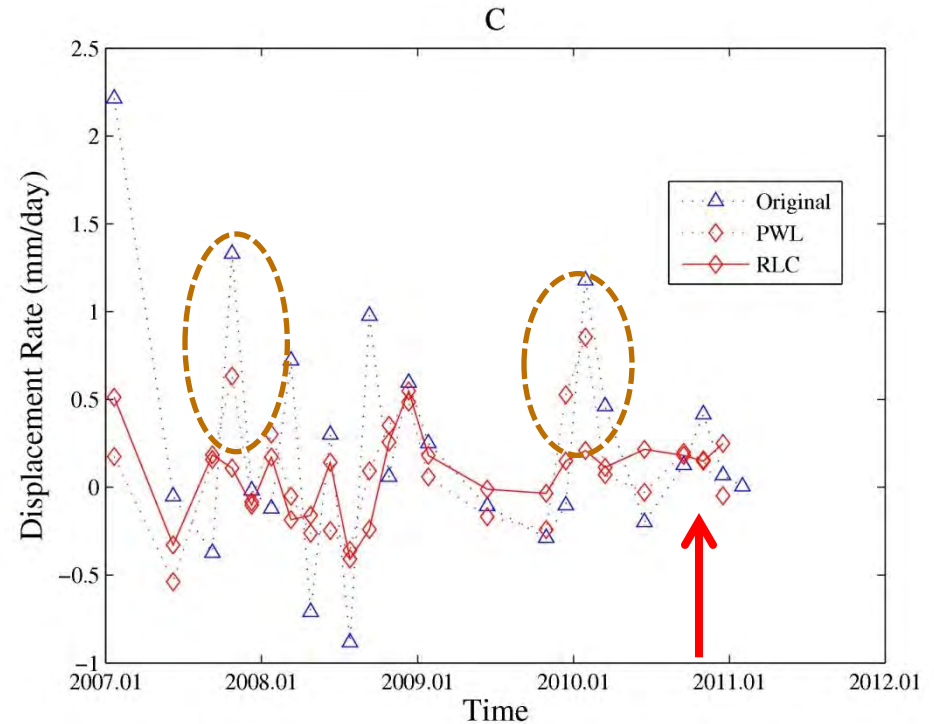 C
Displacement Rate (mm/day)
2.5
2
1.5
1
0.5
0
−0.5
−1
Original
PWL
RLC
2007.01 2008.01 2009.01 2010.01 2011.01 2012.01
Time